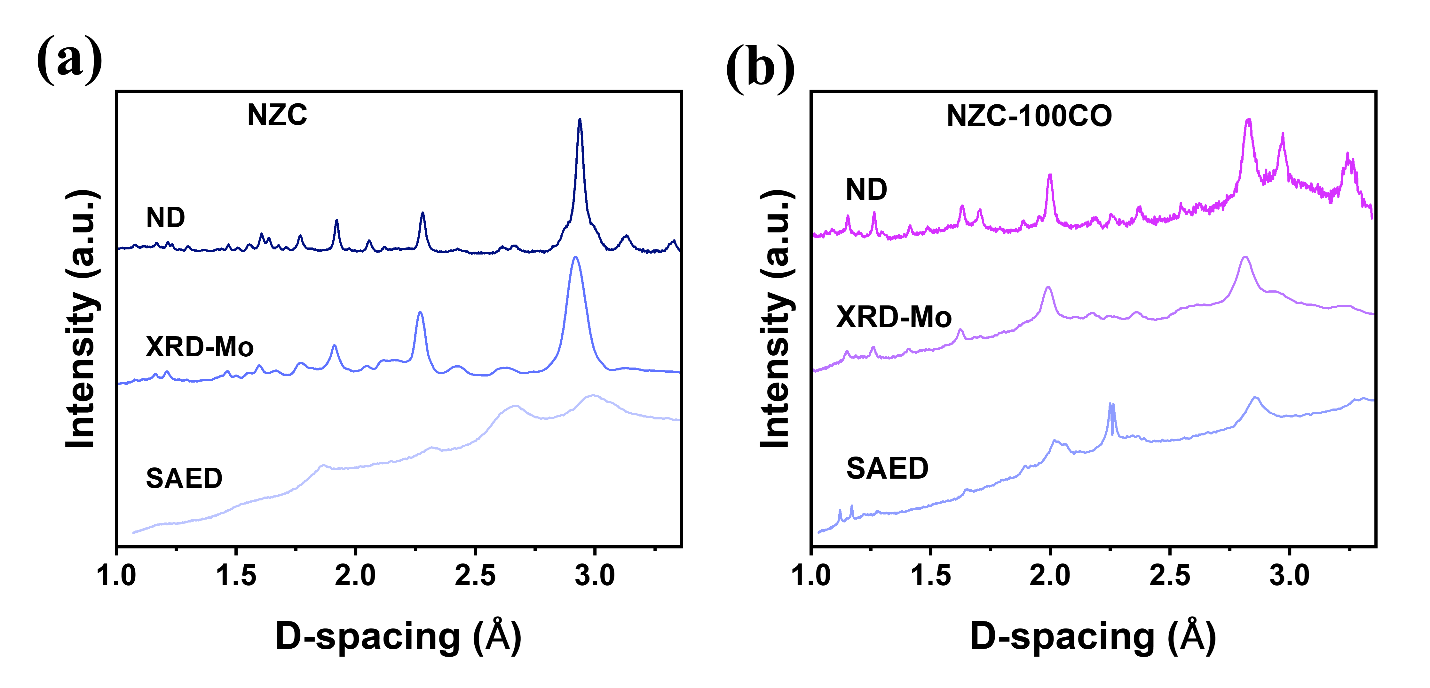 (a)
NZC
ND
XRD-Mo
SAED
Intensity (a.u.)
1.0 1.5 2.0 2.5 3.0
D-spacing (Å)
(b)
NZC-100CO
ND
XRD-Mo
SAED
Intensity (a.u.)
1.0 1.5 2.0 2.5 3.0
D-spacing (Å)